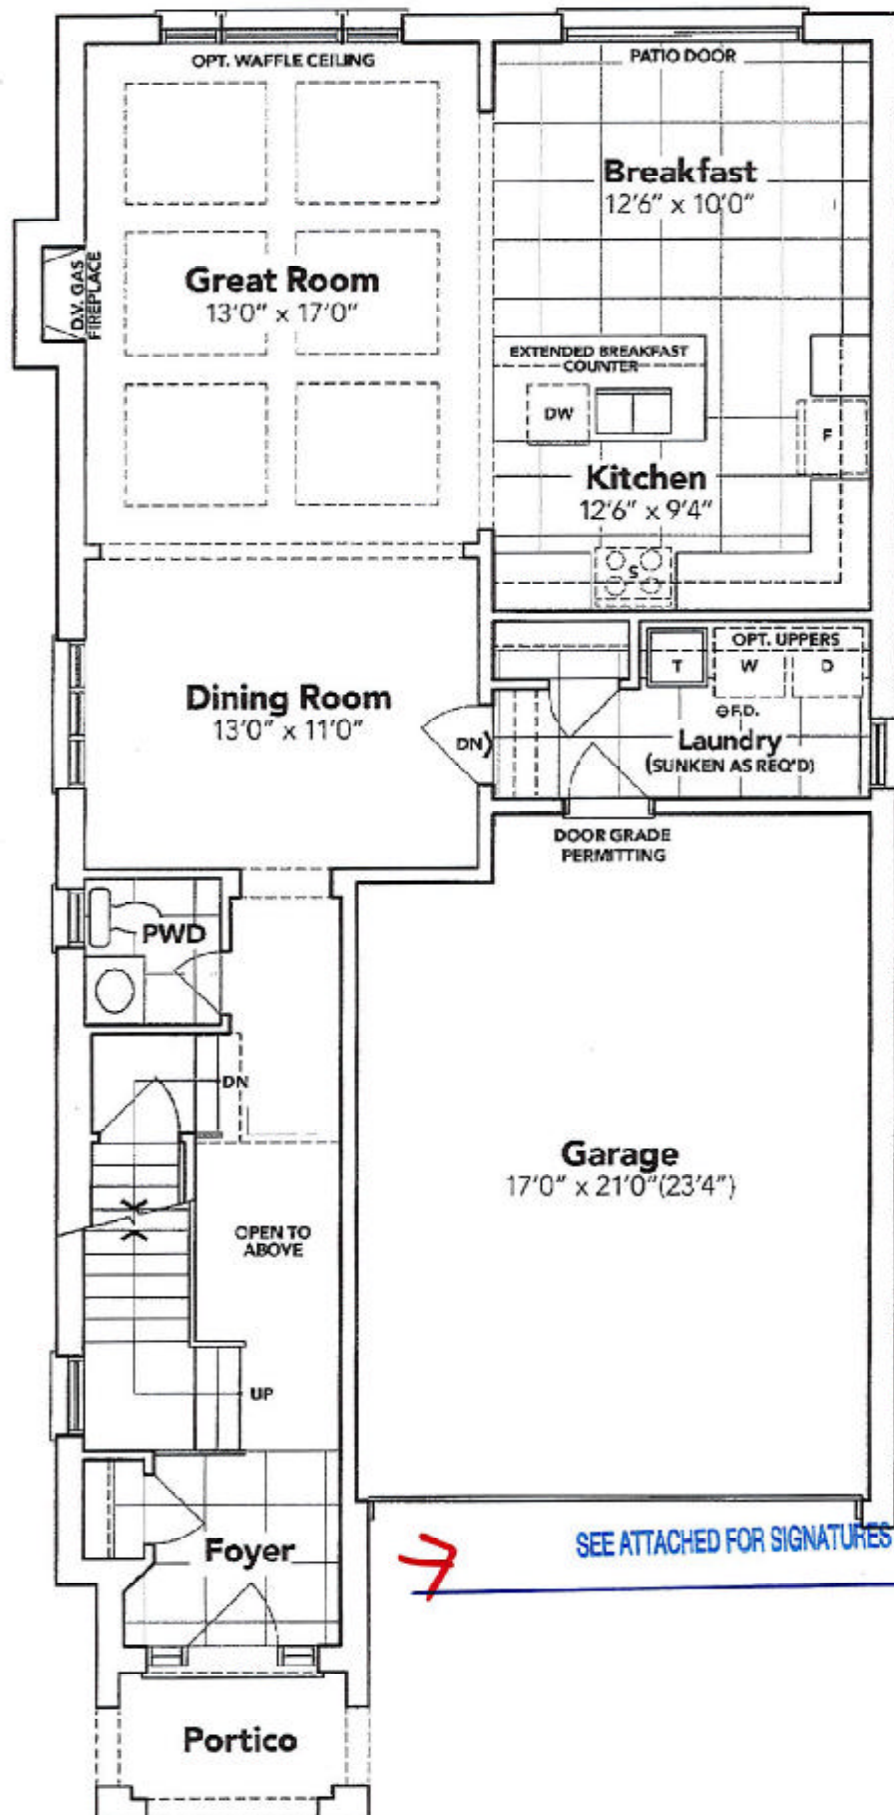 OPT. WAFFLE CEILING
PATIO DOOR
Breakfast
12'6" x 10'0"
D.V. GAS
FIREPLACE
Great Room
13'0" x 17'0"
EXTENDED BREAKFAST
COUNTER
DW
F
Kitchen
12'6" x 9'4"
S
OPT. UPPERS
T
W
D
Dining Room
13'0" x 11'0"
F.D.
DN
Laundry
(SUNKEN AS REQ'D)
DOOR GRADE
PERMITTING
PWD
DN
Garage
17'0" x 21'0"(23'4")
OPEN TO
ABOVE
UP
Foyer
SEE ATTACHED FOR SIGNATURES
Portico